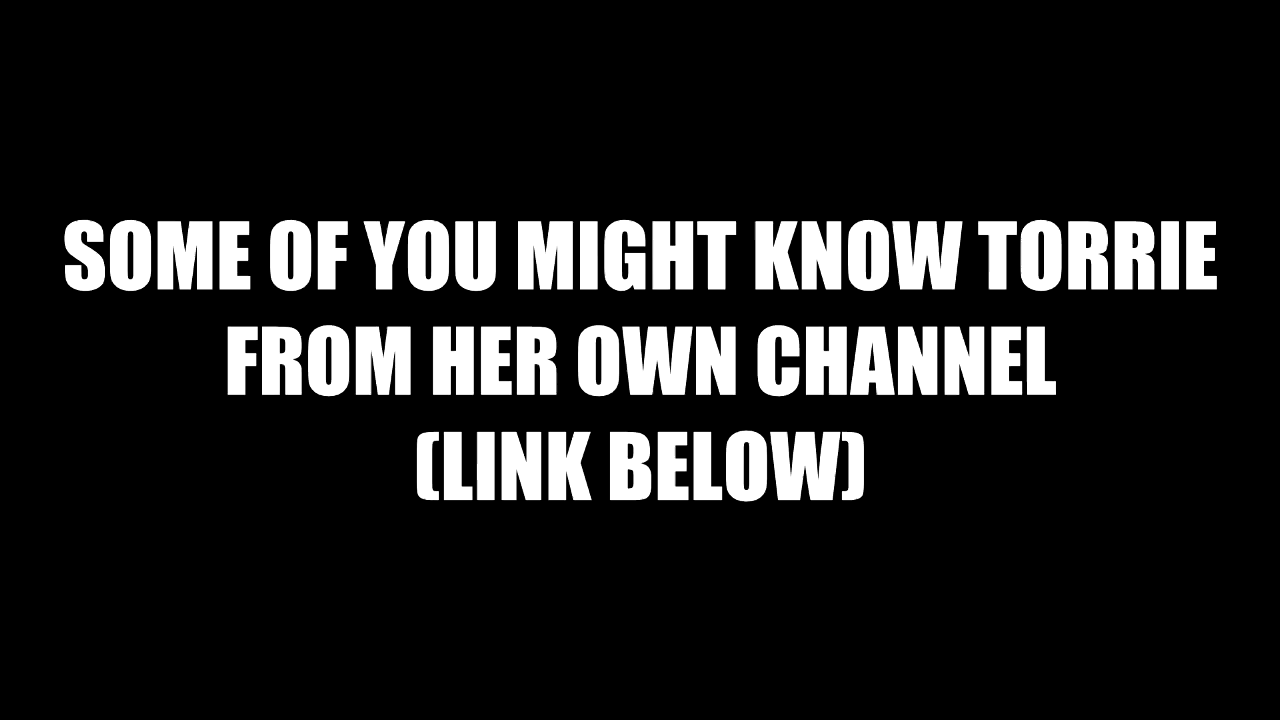 SOME OF YOU MIGHT KNOW TORRIE
FROM HER OWN CHANNEL
(LINK BELOW)